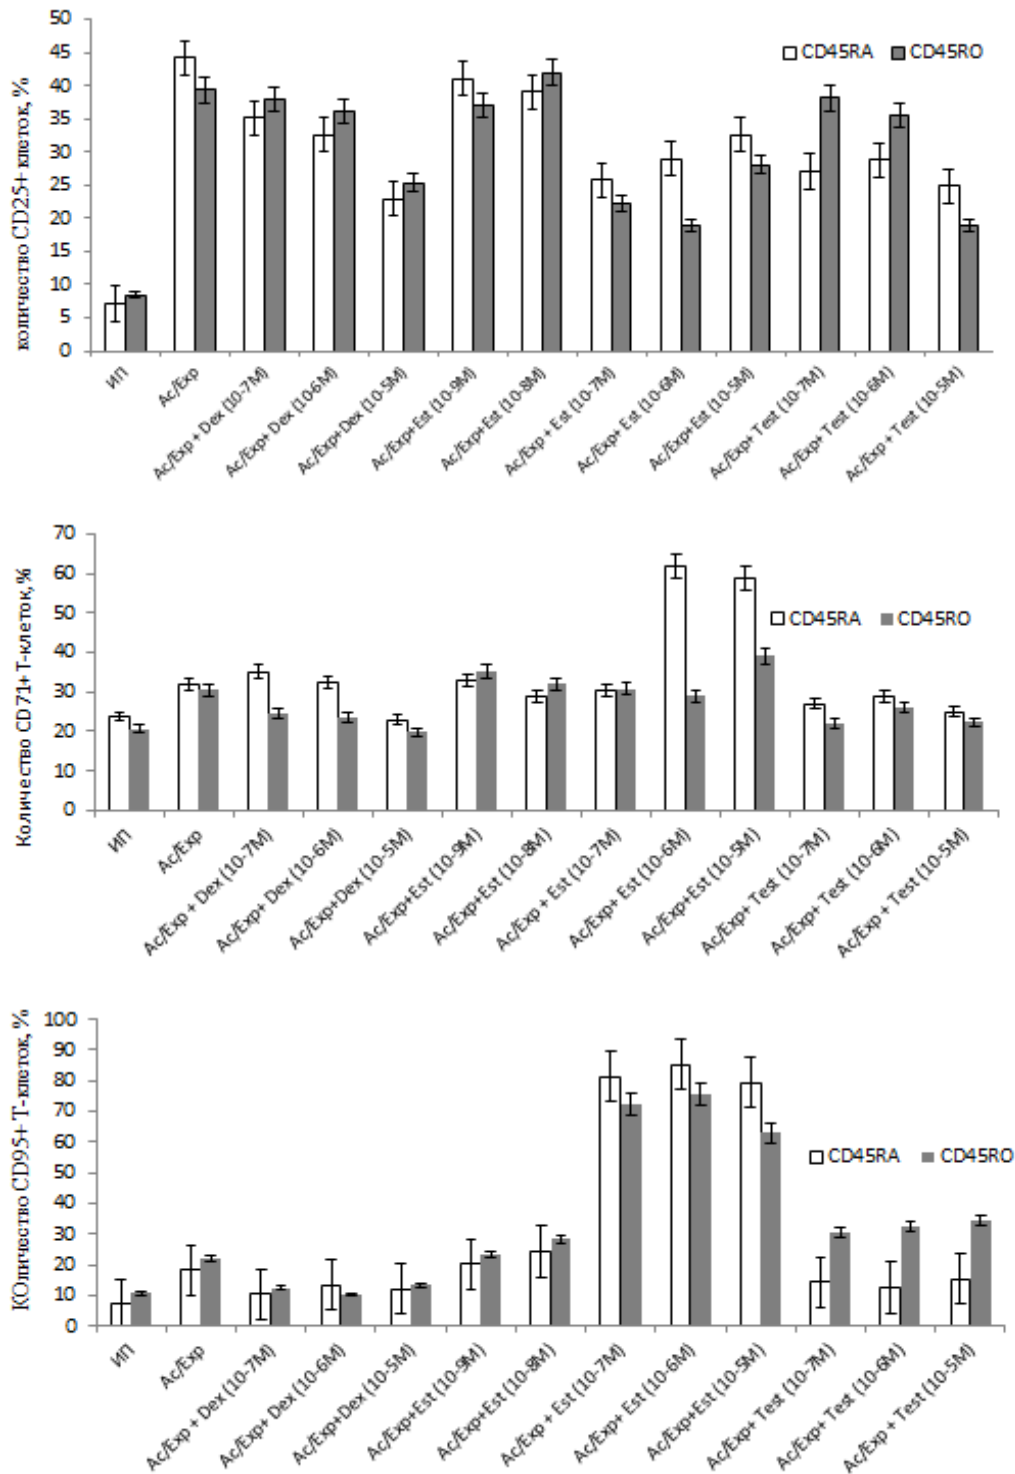 количество CD25+ клеток, %
50
45
40
35
30
25
20
15
10
5
0
CD45RA CD45RO
ИП
Ac/Exp
Ac/Exp + Dex (10-7M)
Ac/Exp+ Dex (10-6M)
Ac/Exp+Dex (10-5M)
Ac/Exp+Est (10-9M)
Ac/Exp+Est (10-8M)
Ac/Exp + Est (10-7M)
Ac/Exp+ Est (10-6M)
Ac/Exp+Est (10-5M)
Ac/Exp+ Test (10-7M)
Ac/Exp+ Test (10-6M)
Ac/Exp + Test (10-5M)
Количество CD71+ Т-клеток,%
70
60
50
40
30
20
10
0
CD45RA CD45RO
ИП
Ac/Exp
Ac/Exp + Dex (10-7M)
Ac/Exp+ Dex (10-6M)
Ac/Exp+Dex (10-5M)
Ac/Exp+Est (10-9M)
Ac/Exp+Est (10-8M)
Ac/Exp + Est (10-7M)
Ac/Exp+ Est (10-6M)
Ac/Exp+Est (10-5M)
Ac/Exp+ Test (10-7M)
Ac/Exp+ Test (10-6M)
Ac/Exp + Test (10-5M)
КОличество CD95+ Т-клеток, %
100
90
80
70
60
50
40
30
20
10
0
CD45RA CD45RO
ИП
Ac/Exp
Ac/Exp + Dex (10-7M)
Ac/Exp+ Dex (10-6M)
Ac/Exp+Dex (10-5M)
Ac/Exp+Est (10-9M)
Ac/Exp+Est (10-8M)
Ac/Exp + Est (10-7M)
Ac/Exp+ Est (10-6M)
Ac/Exp+Est (10-5M)
Ac/Exp+ Test (10-7M)
Ac/Exp+ Test (10-6M)
Ac/Exp + Test (10-5M)